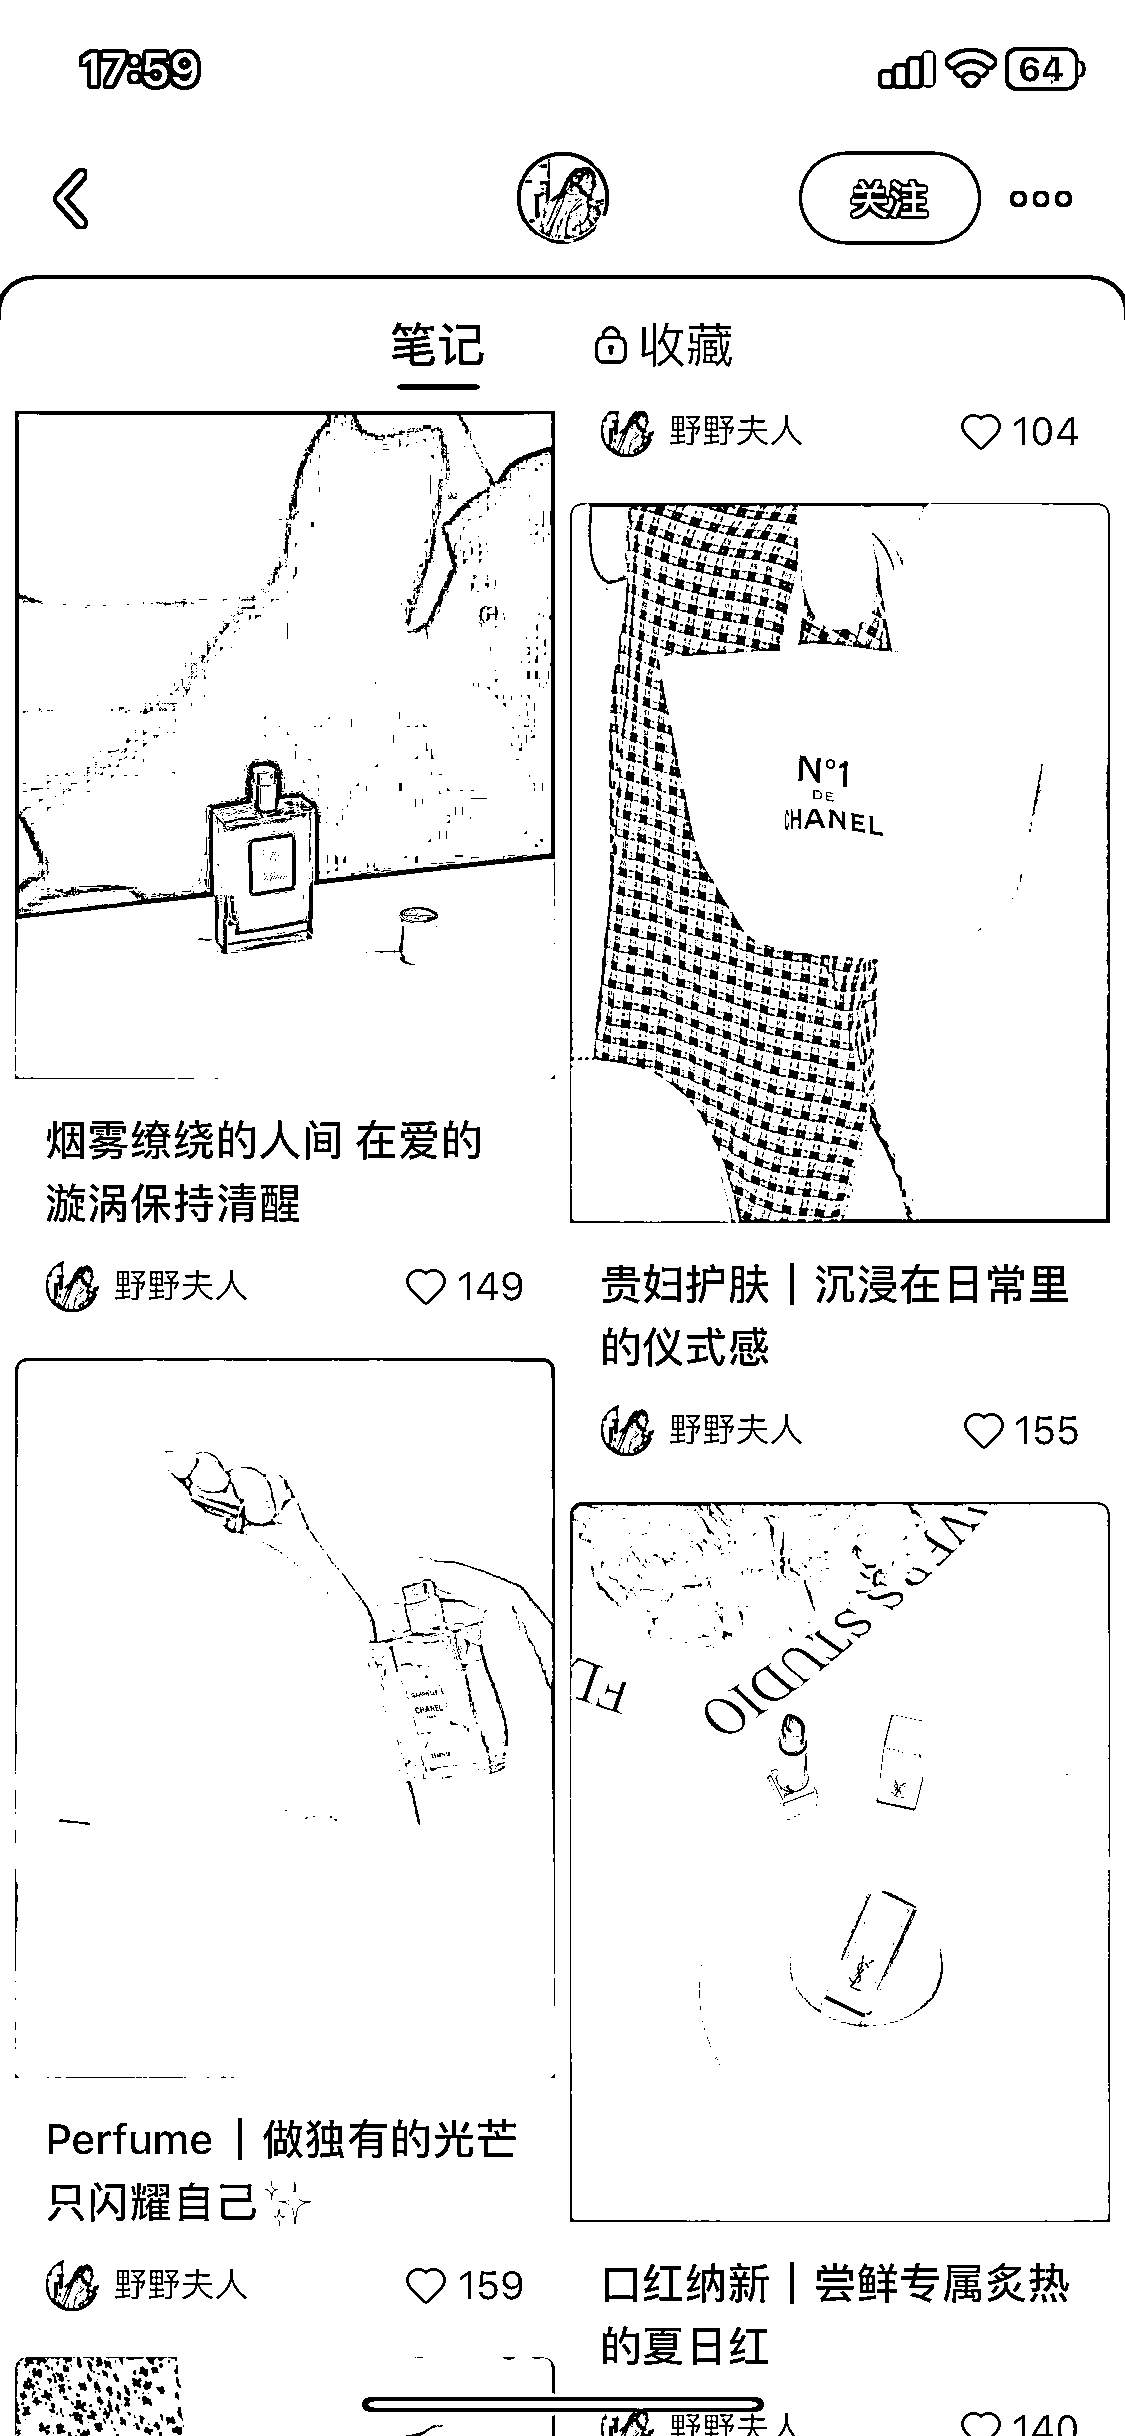 17:59
64
关注
笔记
收藏
野野夫人
104
N°1
DE
CHANEL
烟雾缭绕的人间 在爱的
漩涡保持清醒
野野夫人
149
贵妇护肤｜沉浸在日常里
的仪式感
野野夫人
155
CHANEL
STUDIO
Perfume｜做独有的光芒
只闪耀自己✨
野野夫人
159
口红纳新｜尝鲜专属炙热
的夏日红
野野夫人
140